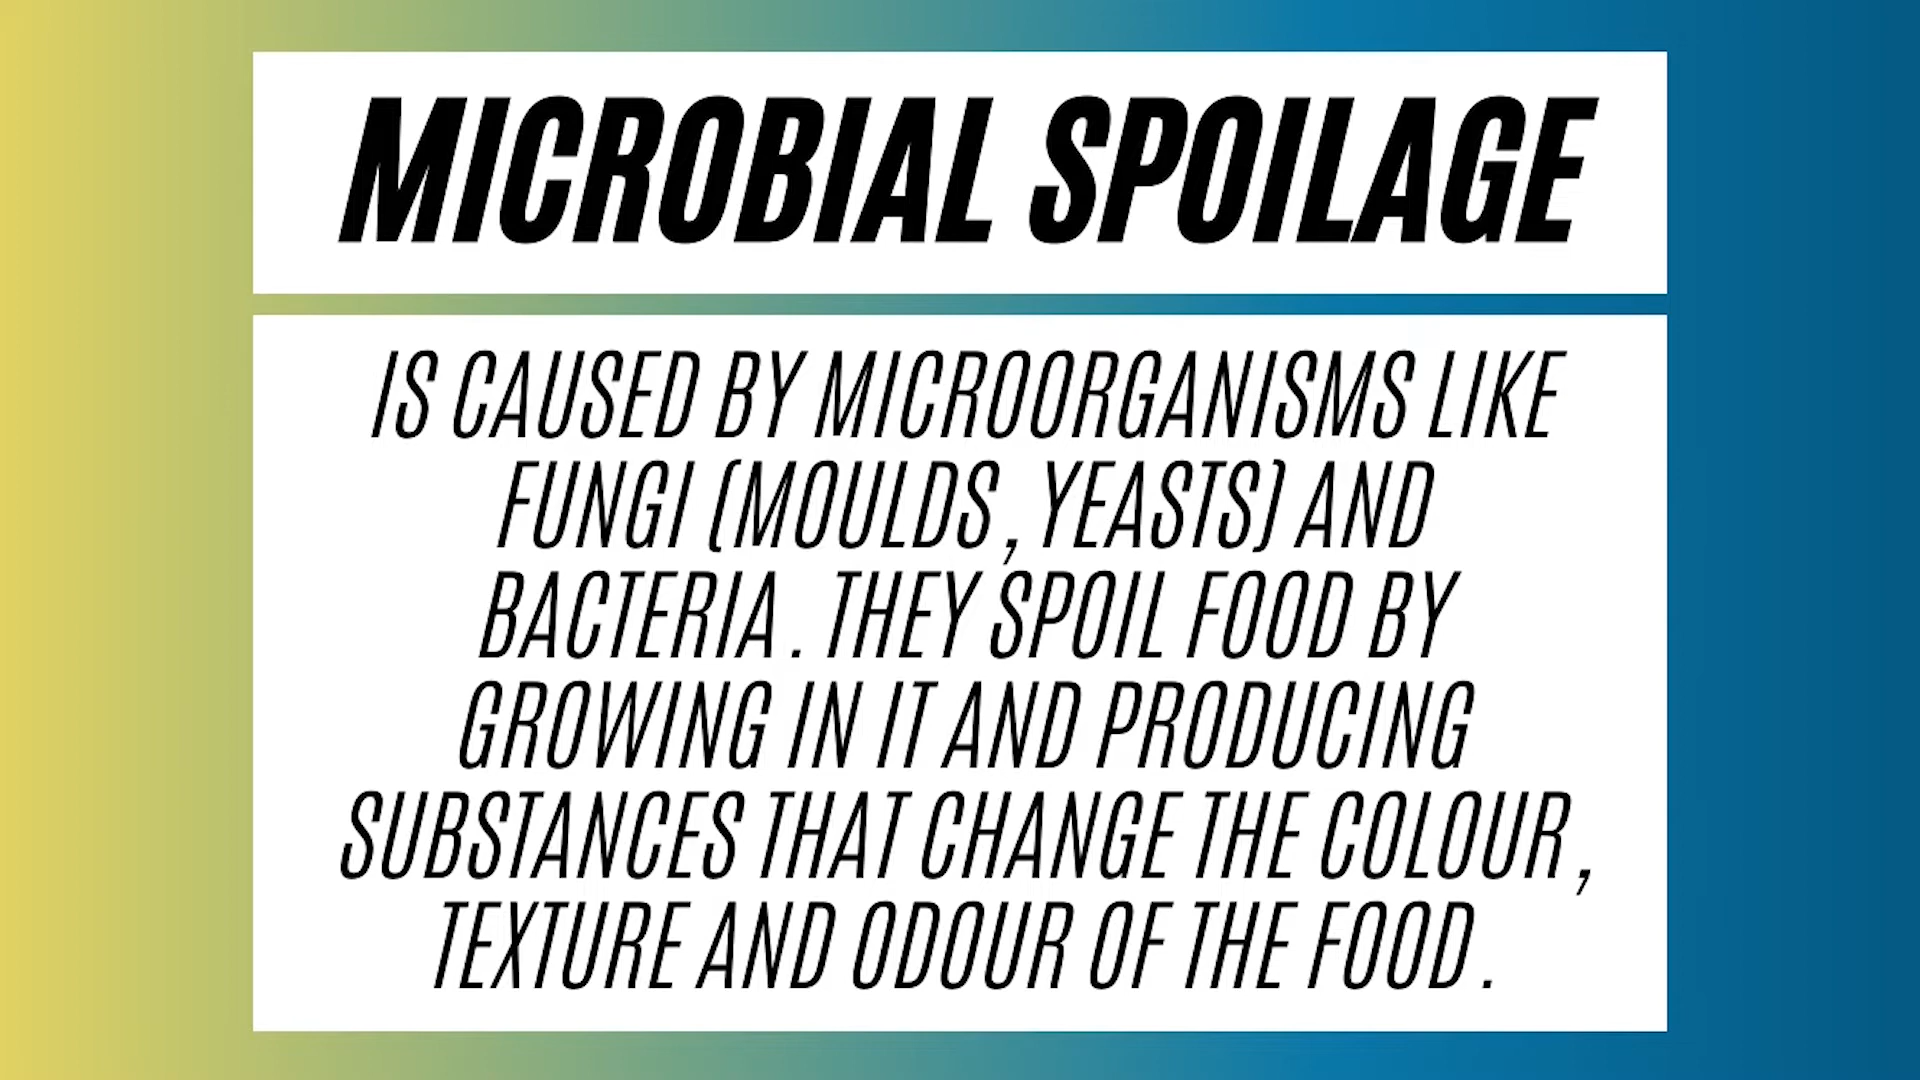 MICROBIAL SPOILAGE
IS CAUSED BY MICROORGANISMS LIKE
FUNGI (MOULDS , YEASTS) AND
BACTERIA . THEY SPOIL FOOD BY
GROWING IN IT AND PRODUCING
SUBSTANCES THAT CHANGE THE COLOUR ,
TEXTURE AND ODOUR OF THE FOOD .